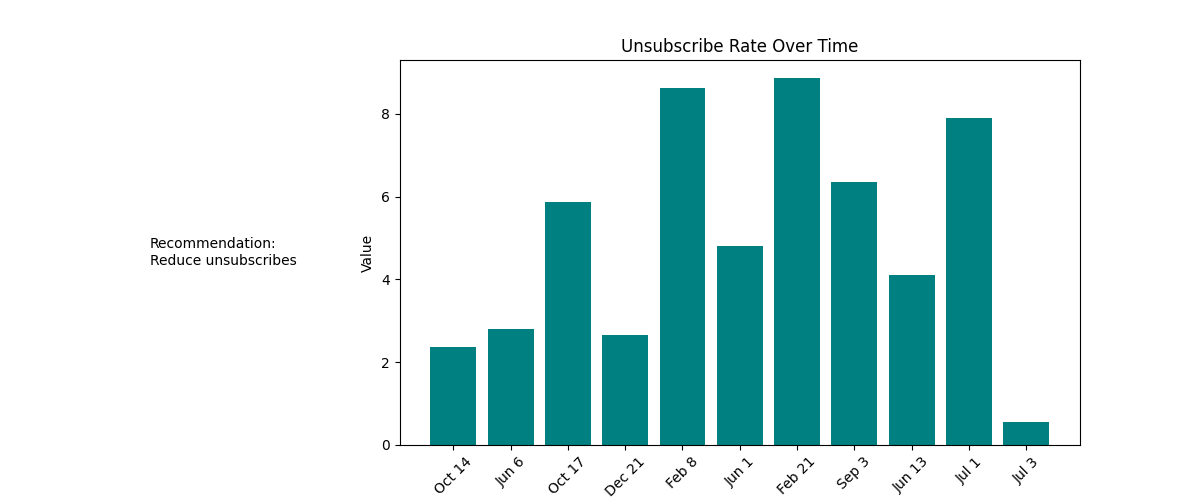 Unsubscribe Rate Over Time
Recommendation:
Reduce unsubscribes
Value
8
6
4
2
0
Oct 14
Jun 6
Oct 17
Dec 21
Feb 8
Jun 1
Feb 21
Sep 3
Jun 13
Jul 1
Jul 3